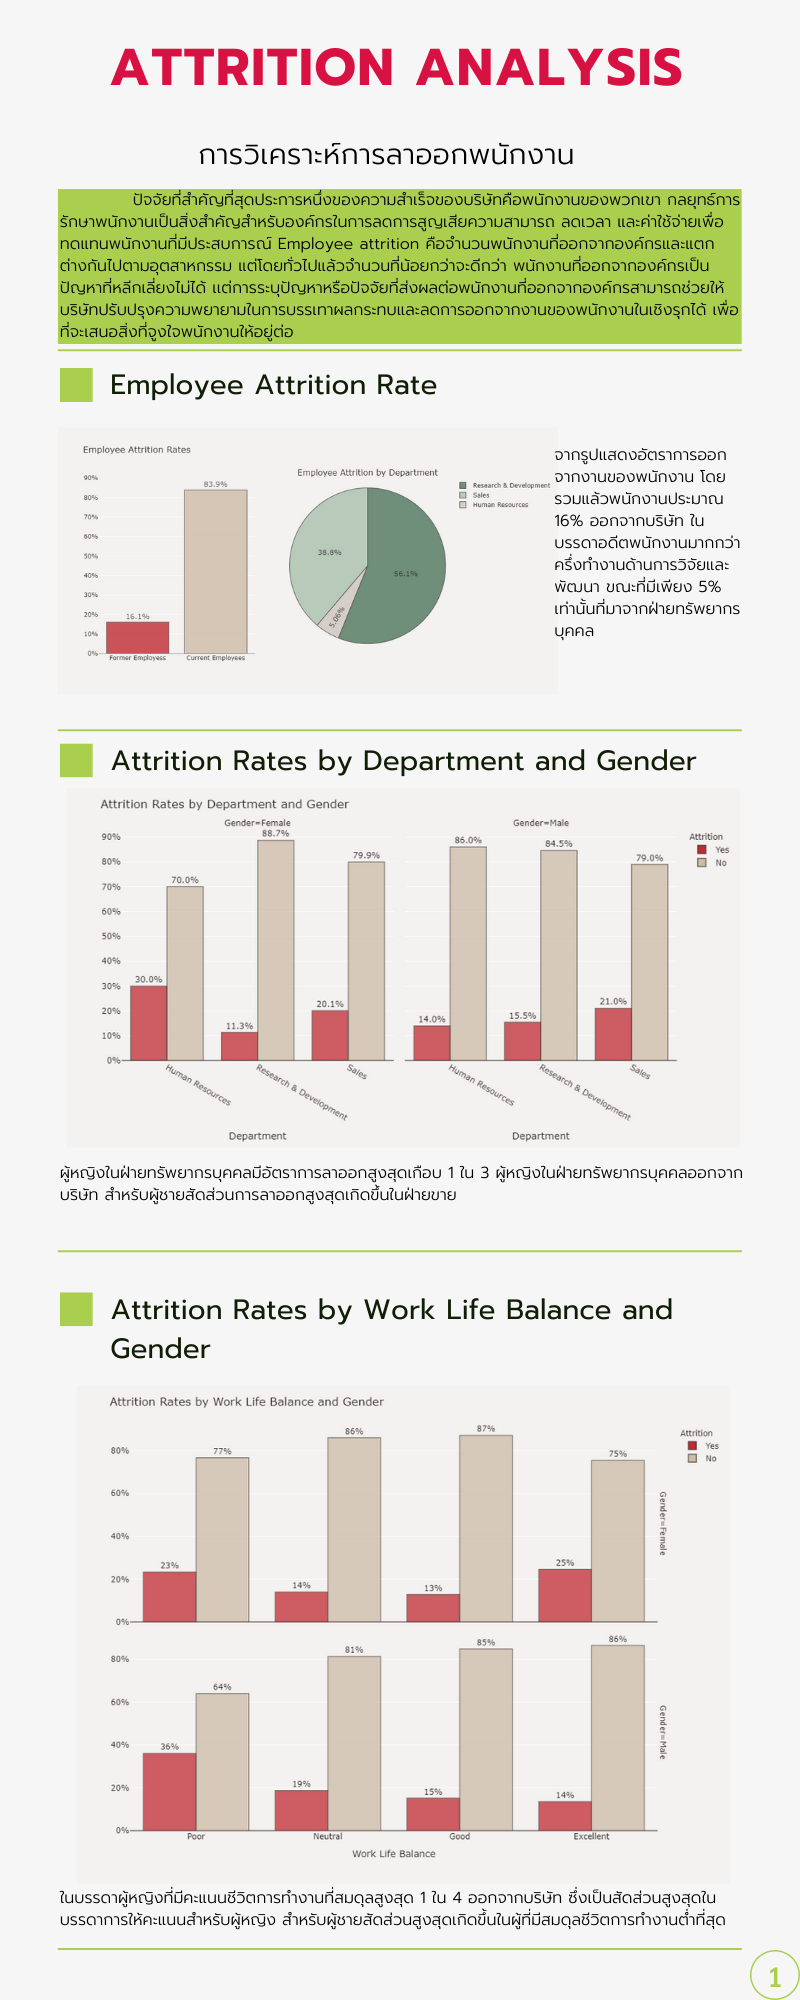 ATTRITION ANALYSIS
การวิเคราะห์การลาออกพนักงาน
ปัจจัยที่สำคัญที่สุดประการหนึ่งของความสำเร็จของบริษัทคือพนักงานของพวกเขา กลยุทธ์การ
รักษาพนักงานเป็นสิ่งสำคัญสำหรับองค์กรในการลดการสูญเสียความสามารถ ลดเวลา และค่าใช้จ่ายเพื่อ
ทดแทนพนักงานที่มีประสบการณ์ Employee attrition คือจำนวนพนักงานที่ออกจากองค์กรและแตก
ต่างกันไปตามอุตสาหกรรม แต่โดยทั่วไปแล้วจำนวนที่น้อยกว่าจะดีกว่า พนักงานที่ออกจากองค์กรเป็น
ปัญหาที่หลีกเลี่ยงไม่ได้ แต่การระบุปัญหาหรือปัจจัยที่ส่งผลต่อพนักงานที่ออกจากองค์กรสามารถช่วยให้
บริษัทปรับปรุงความพยายามในการบรรเทาผลกระทบและลดการออกจากงานของพนักงานในเชิงรุกได้ เพื่อ
ที่จะเสนอสิ่งที่จูงใจพนักงานให้อยู่ต่อ
Employee Attrition Rate
Employee Attrition Rates
90%
80%
70%
60%
50%
40%
30%
20%
10%
0%
16.1%
83.9%
Former Employess
Current Employees
Employee Attrition by Department
38.8%
56.1%
5.06%
Research & Development
Sales
Human Resources
จากรูปแสดงอัตราการออก
จากงานของพนักงาน โดย
รวมแล้วพนักงานประมาณ
16% ออกจากบริษัท ใน
บรรดาอดีตพนักงานมากกว่า
ครึ่งทำงานด้านการวิจัยและ
พัฒนา ขณะที่มีเพียง 5%
เท่านั้นที่มาจากฝ่ายทรัพยากร
บุคคล
Attrition Rates by Department and Gender
Attrition Rates by Department and Gender
Gender=Female
Gender=Male
Attrition
Yes
No
90%
80%
70%
60%
50%
40%
30%
20%
10%
0%
30.0%
70.0%
11.3%
88.7%
20.1%
79.9%
14.0%
86.0%
15.5%
84.5%
21.0%
79.0%
Human Resources
Research & Development
Sales
Human Resources
Research & Development
Sales
Department
Department
ผู้หญิงในฝ่ายทรัพยากรบุคคลมีอัตราการลาออกสูงสุดเกือบ 1 ใน 3 ผู้หญิงในฝ่ายทรัพยากรบุคคลออกจาก
บริษัท สำหรับผู้ชายสัดส่วนการลาออกสูงสุดเกิดขึ้นในฝ่ายขาย
Attrition Rates by Work Life Balance and
Gender
Attrition Rates by Work Life Balance and Gender
Attrition
Yes
No
80%
60%
40%
20%
0%
23%
77%
14%
86%
13%
87%
25%
75%
Gender=Female
80%
60%
40%
20%
0%
36%
64%
19%
81%
15%
85%
14%
86%
Gender=Male
Poor
Neutral
Good
Excellent
Work Life Balance
ในบรรดาผู้หญิงที่มีคะแนนชีวิตการทำงานที่สมดุลสูงสุด 1 ใน 4 ออกจากบริษัท ซึ่งเป็นสัดส่วนสูงสุดใน
บรรดาการให้คะแนนสำหรับผู้หญิง สำหรับผู้ชายสัดส่วนสูงสุดเกิดขึ้นในผู้ที่มีสมดุลชีวิตการทำงานต่ำที่สุด
1